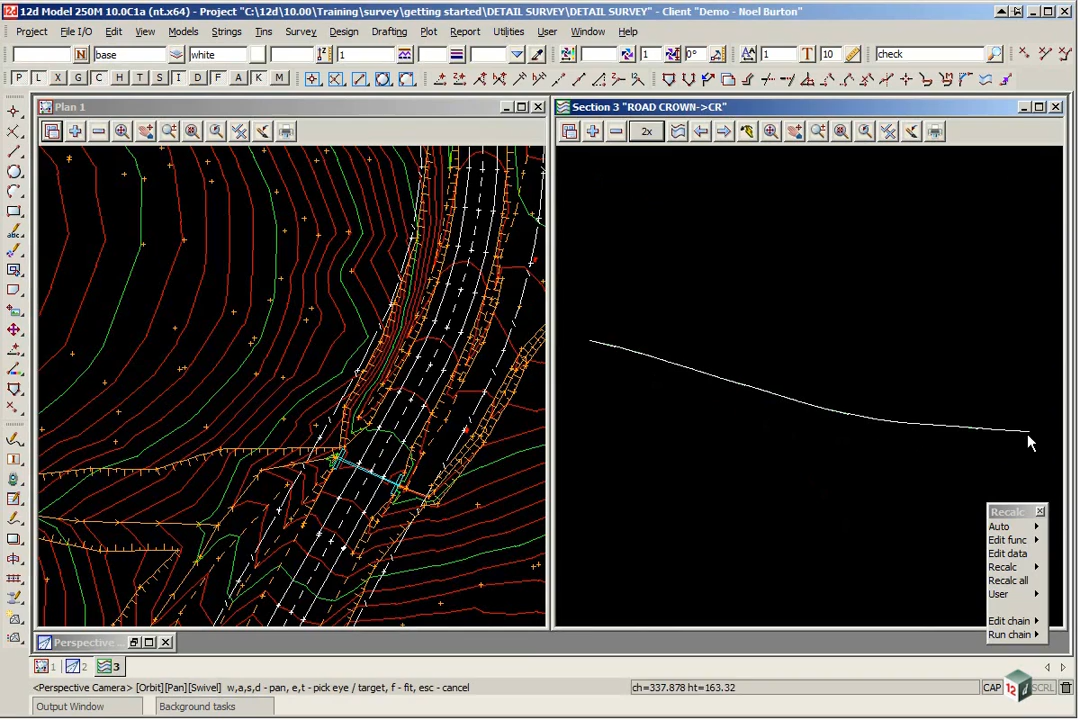 12d Model 250M 10.0C1a (nt.x64) - Project "C:\12d\10.00\Training\survey\getting started\DETAIL SURVEY\DETAIL SURVEY" - Client "Demo - Noel Burton"
Project File I/O Edit View Models Strings Tins Survey Design Drafting Plot Report Utilities User Window Help
N base white 1 1 0° A 1 T 10 check
P L X G C H T S I D F A K M
Plan 1
Section 3 "ROAD CROWN->CR"
2x
Recalc
Auto
Edit func
Edit data
Recalc
Recalc all
User
Edit chain
Run chain
Perspective ...
1 2 3
<Perspective Camera> [Orbit][Pan][Swivel] w,a,s,d - pan, e,t - pick eye / target, f - fit, esc - cancel
ch=337.878 ht=163.32
CAP
SCRL
Output Window
Background tasks
12d